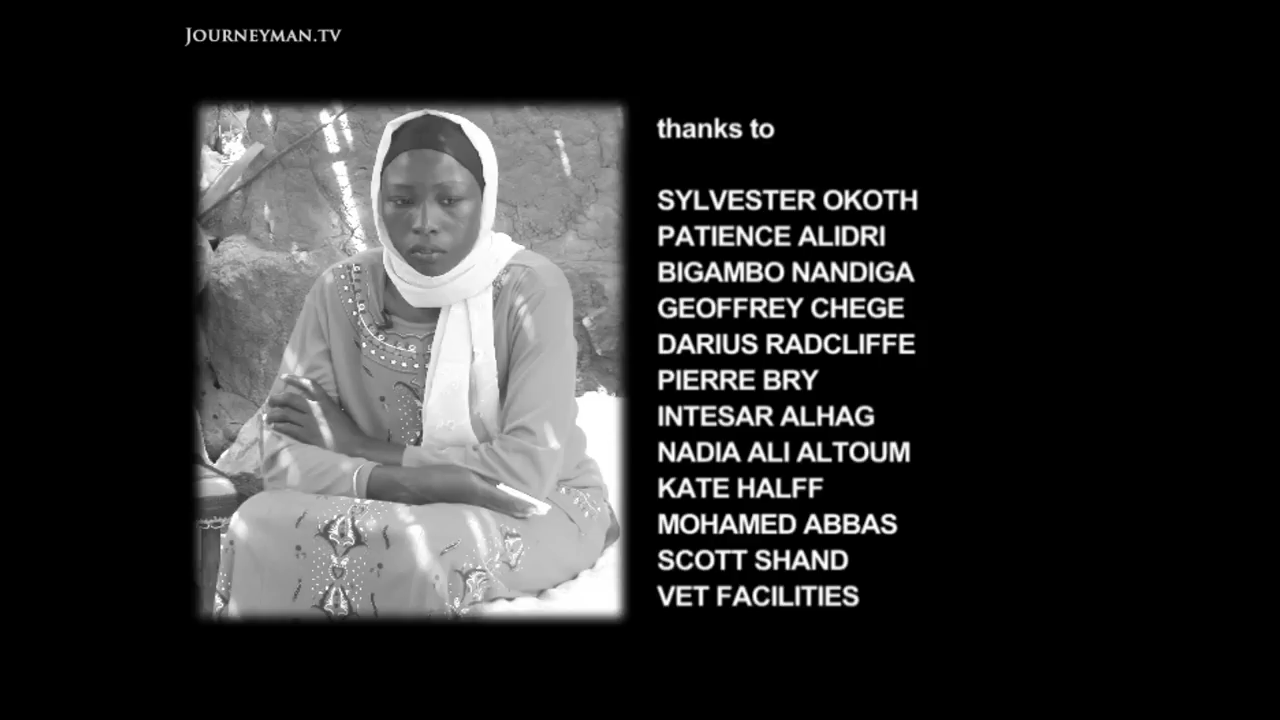 JOURNEYMAN.TV
thanks to
SYLVESTER OKOTH
PATIENCE ALIDRI
BIGAMBO NANDIGA
GEOFFREY CHEGE
DARIUS RADCLIFFE
PIERRE BRY
INTESAR ALHAG
NADIA ALI ALTOUM
KATE HALFF
MOHAMED ABBAS
SCOTT SHAND
VET FACILITIES